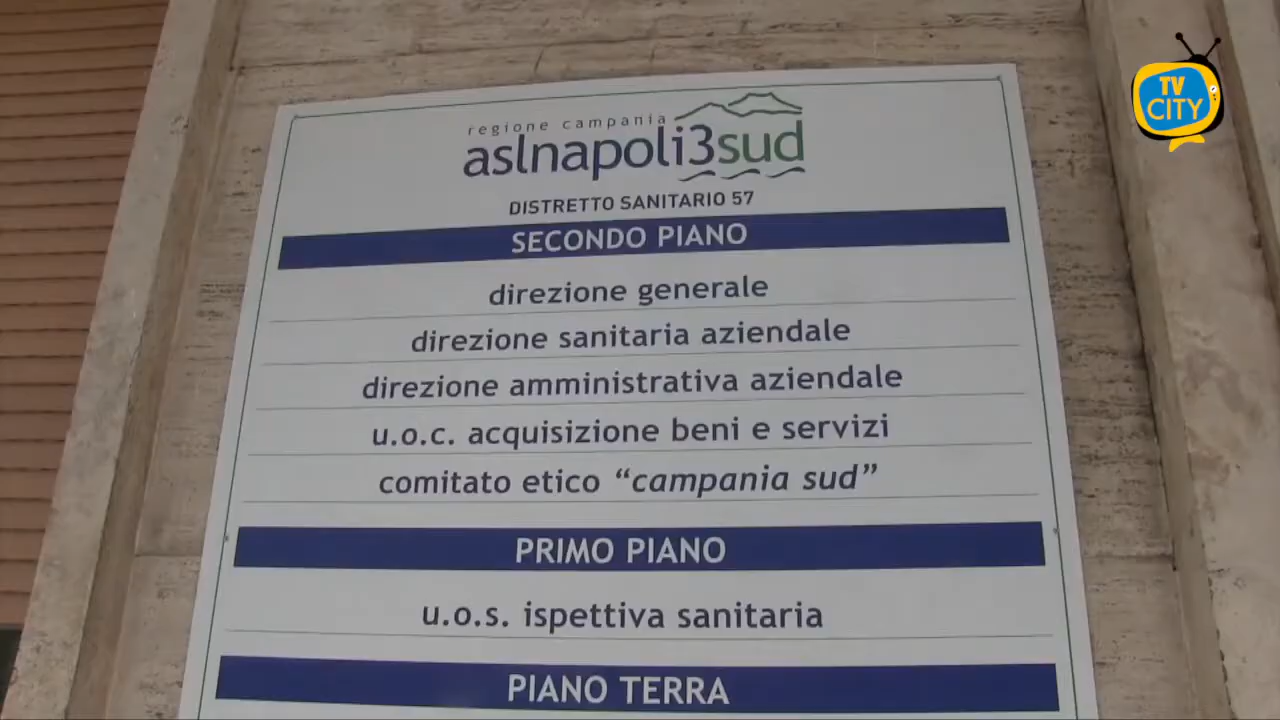 TV
CITY
regione campania
aslnapoli3sud
DISTRETTO SANITARIO 57
SECONDO PIANO
direzione generale
direzione sanitaria aziendale
direzione amministrativa aziendale
u.o.c. acquisizione beni e servizi
comitato etico “campania sud”
PRIMO PIANO
u.o.s. ispettiva sanitaria
PIANO TERRA